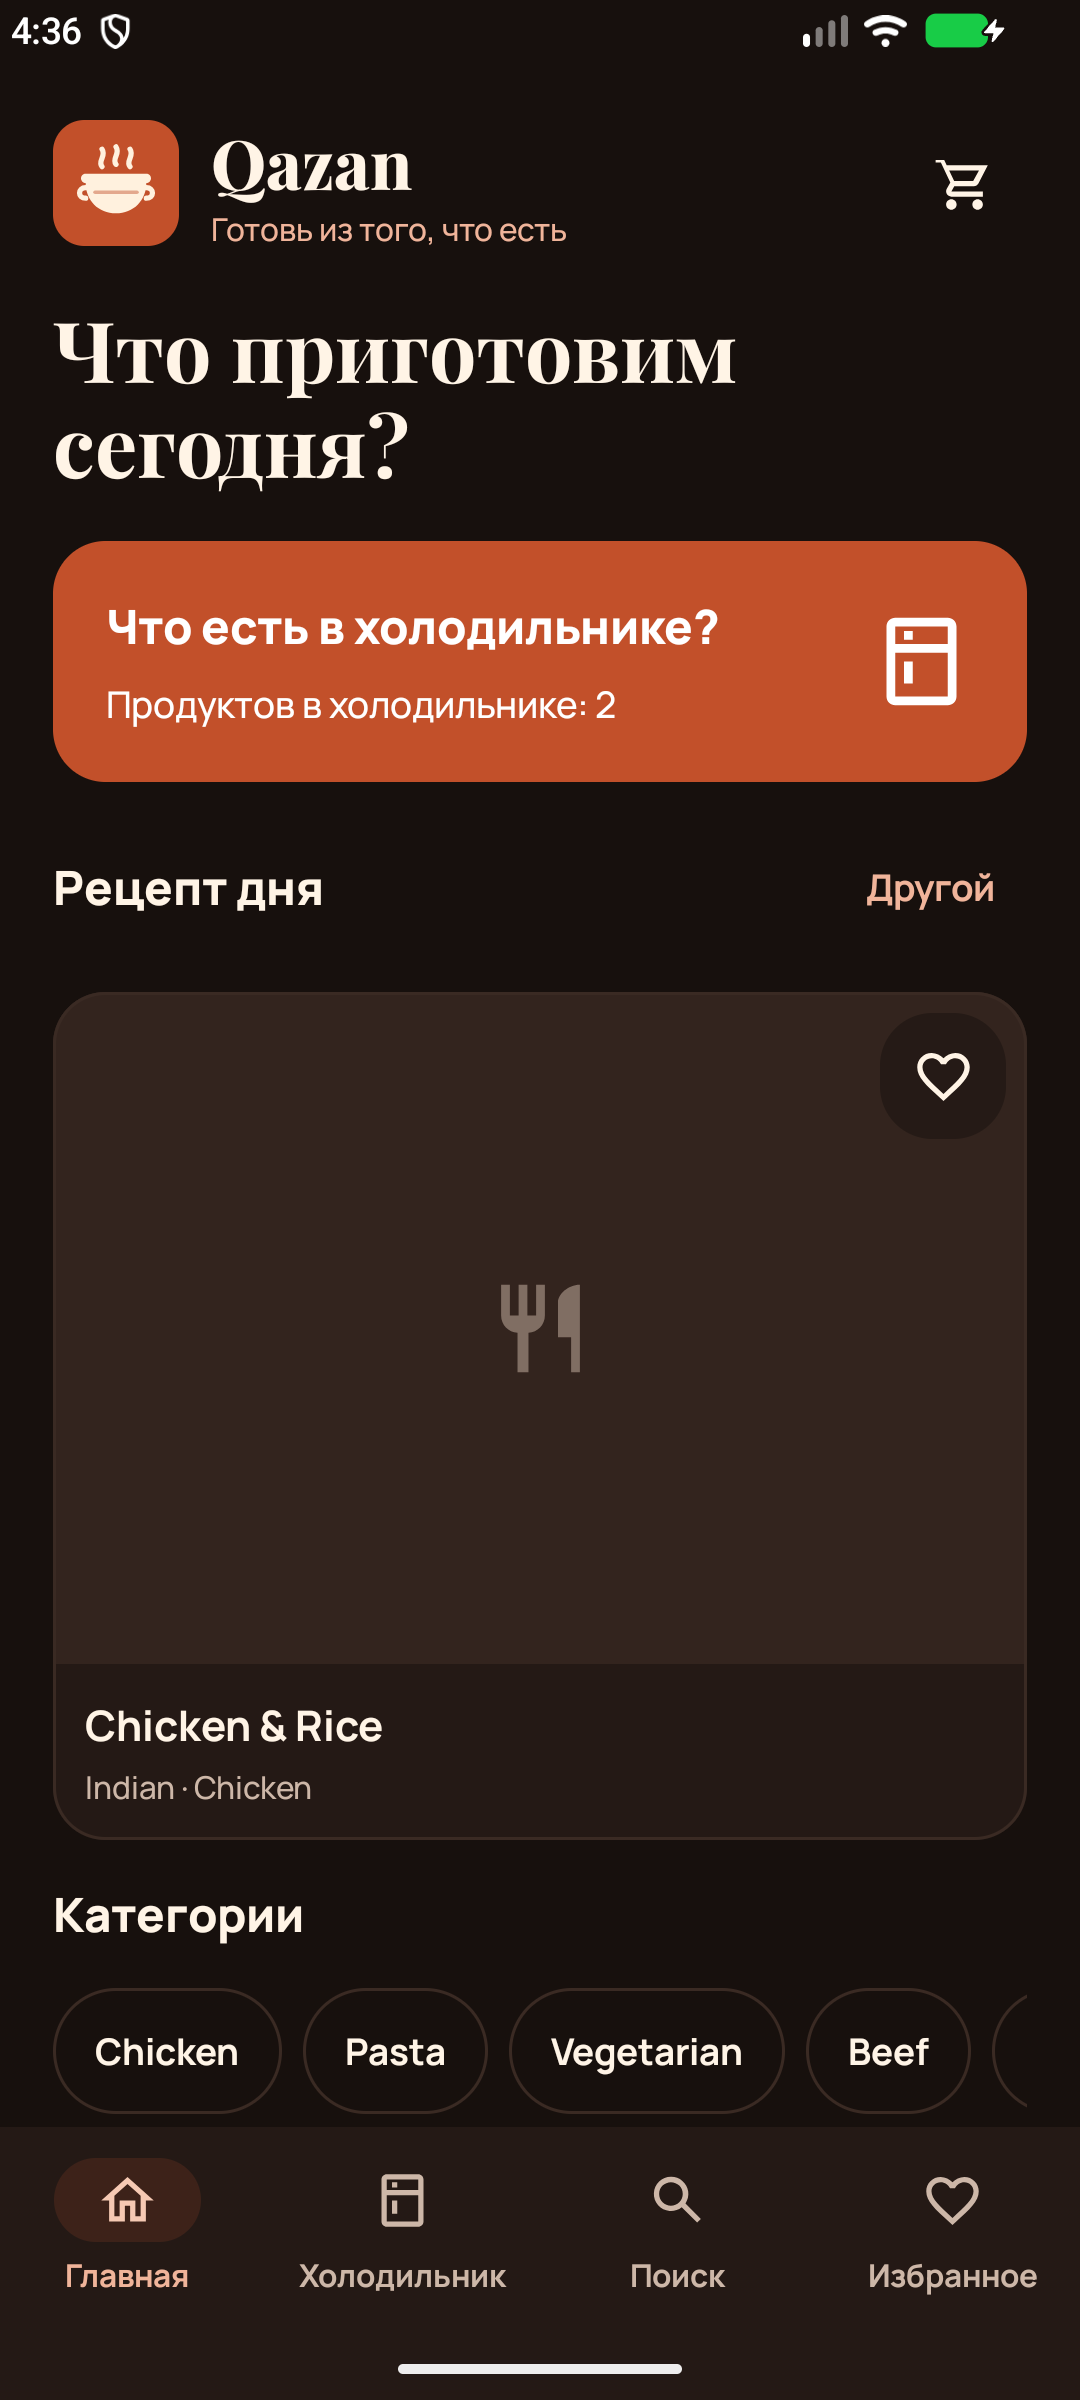 4:36
Qazan
Готовь из того, что есть
Что приготовим
сегодня?
Что есть в холодильнике?
Продуктов в холодильнике: 2
Рецепт дня
Другой
Chicken & Rice
Indian · Chicken
Категории
Chicken
Pasta
Vegetarian
Beef
Главная
Холодильник
Поиск
Избранное